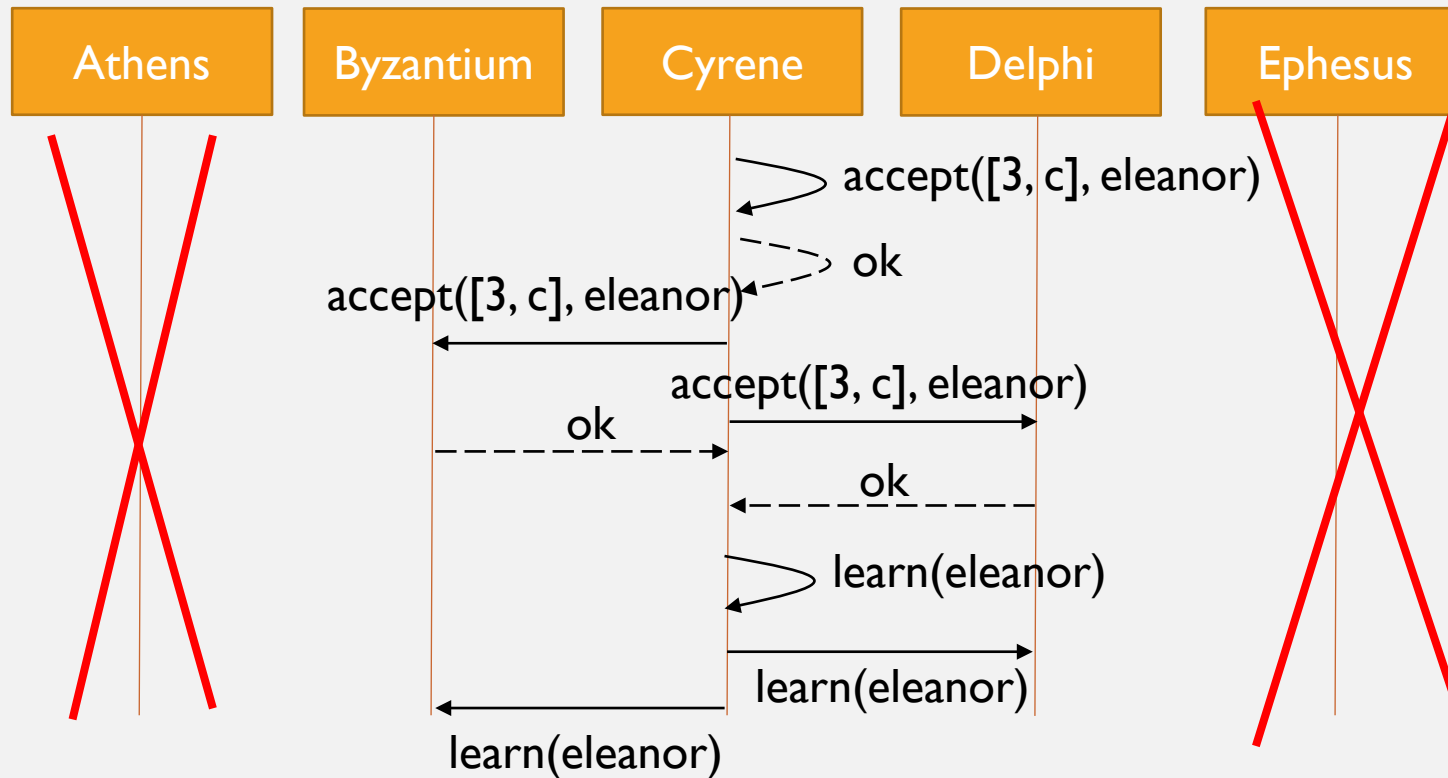 Athens
Byzantium
Cyrene
Delphi
Ephesus
accept([3, c], eleanor)
ok
accept([3, c], eleanor)
accept([3, c], eleanor)
ok
ok
learn(eleanor)
learn(eleanor)
learn(eleanor)